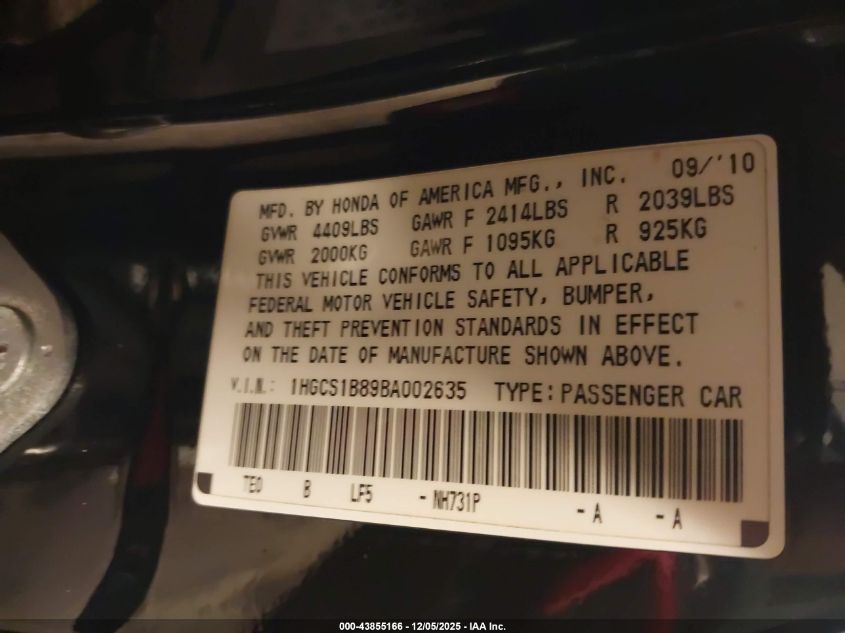 MFD. BY HONDA OF AMERICA MFG., INC. 09/'10
GVWR 4409LBS GAWR F 2414LBS R 2039LBS
GVWR 2000KG GAWR F 1095KG R 925KG
THIS VEHICLE CONFORMS TO ALL APPLICABLE
FEDERAL MOTOR VEHICLE SAFETY, BUMPER,
AND THEFT PREVENTION STANDARDS IN EFFECT
ON THE DATE OF MANUFACTURE SHOWN ABOVE.
V.I.N.: 1HGCS1B89BA002635 TYPE:PASSENGER CAR
TE0 B LF5 -NH731P -A -A
000-43855166 - 12/05/2025 - IAA Inc.